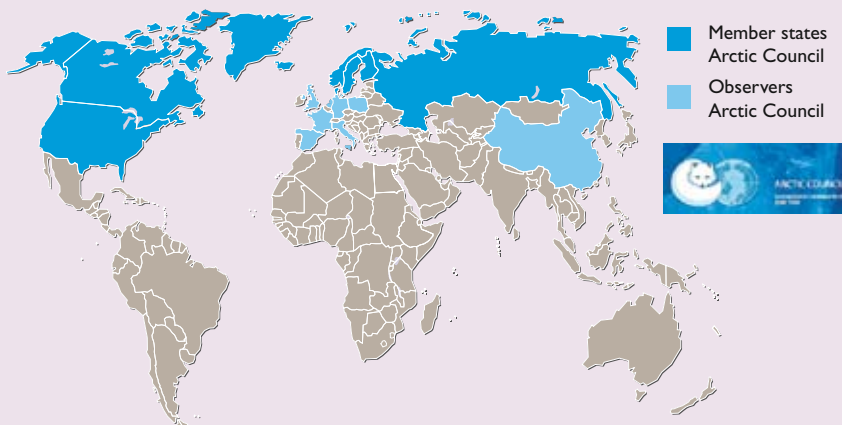 Member states
Arctic Council
Observers
Arctic Council
ARCTIC COUNCIL